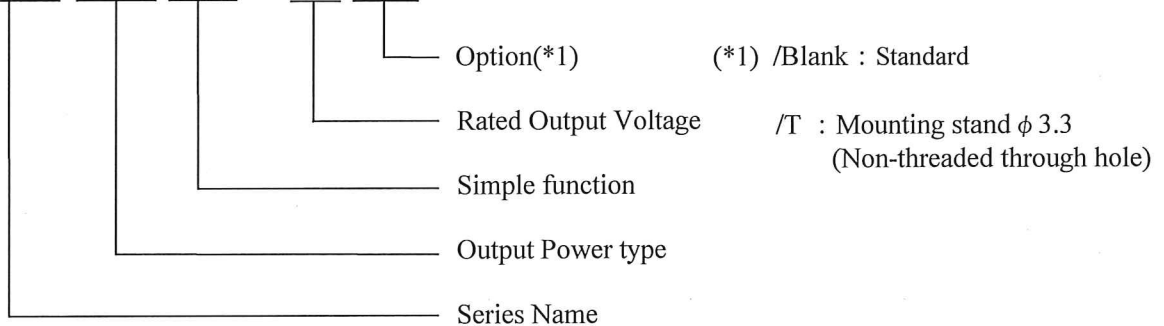 Option(*1) (*1) /Blank : Standard
Rated Output Voltage /T : Mounting stand ϕ 3.3
(Non-threaded through hole)
Simple function
Output Power type
Series Name